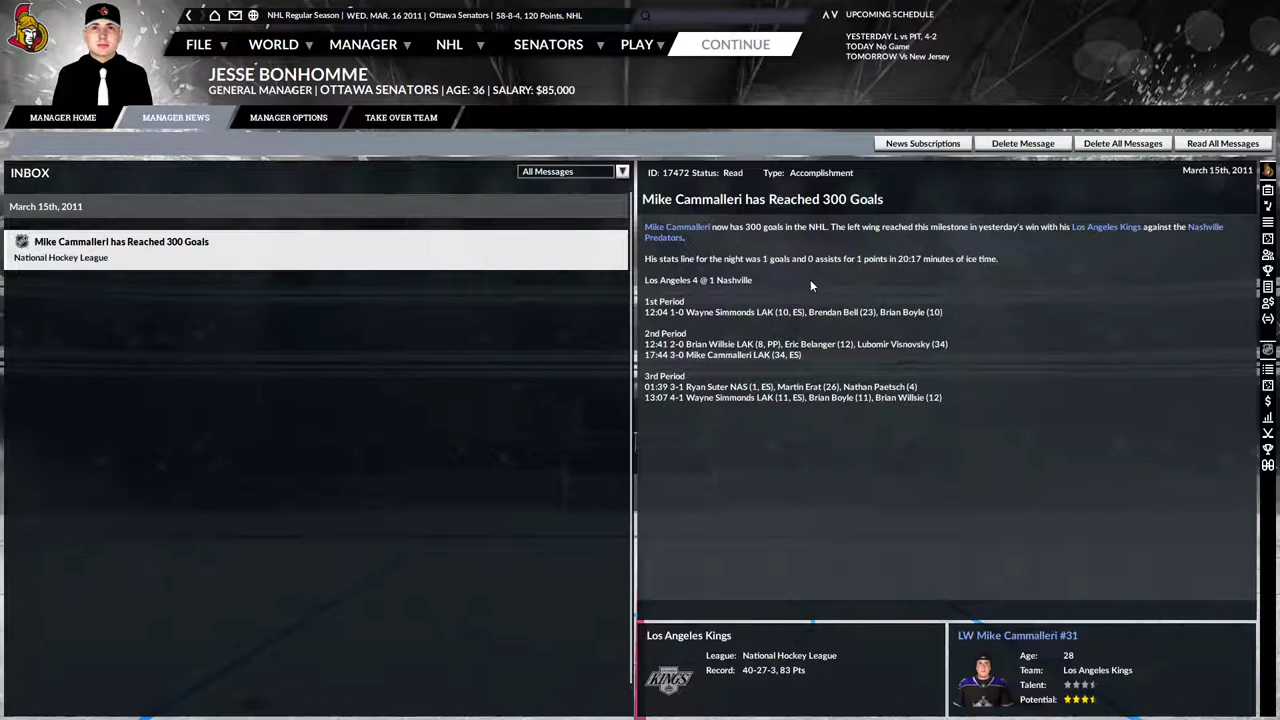 NHL Regular Season | WED. MAR. 16 2011 | Ottawa Senators | 58-8-4, 120 Points, NHL
UPCOMING SCHEDULE
YESTERDAY L vs PIT, 4-2
TODAY No Game
TOMORROW Vs New Jersey
FILE WORLD MANAGER NHL SENATORS PLAY CONTINUE
JESSE BONHOMME
GENERAL MANAGER | OTTAWA SENATORS | AGE: 36 | SALARY: $85,000
MANAGER HOME MANAGER NEWS MANAGER OPTIONS TAKE OVER TEAM
News Subscriptions Delete Message Delete All Messages Read All Messages
INBOX All Messages
March 15th, 2011
Mike Cammalleri has Reached 300 Goals
National Hockey League
ID: 17472 Status: Read Type: Accomplishment March 15th, 2011
Mike Cammalleri has Reached 300 Goals
Mike Cammalleri now has 300 goals in the NHL. The left wing reached this milestone in yesterday's win with his Los Angeles Kings against the Nashville
Predators.
His stats line for the night was 1 goals and 0 assists for 1 points in 20:17 minutes of ice time.
Los Angeles 4 @ 1 Nashville
1st Period
12:04 1-0 Wayne Simmonds LAK (10, ES), Brendan Bell (23), Brian Boyle (10)
2nd Period
12:41 2-0 Brian Willsie LAK (8, PP), Eric Belanger (12), Lubomir Visnovsky (34)
17:44 3-0 Mike Cammalleri LAK (34, ES)
3rd Period
01:39 3-1 Ryan Suter NAS (1, ES), Martin Erat (26), Nathan Paetsch (4)
13:07 4-1 Wayne Simmonds LAK (11, ES), Brian Boyle (11), Brian Willsie (12)
Los Angeles Kings
League: National Hockey League
Record: 40-27-3, 83 Pts
KINGS
LW Mike Cammalleri #31
Age: 28
Team: Los Angeles Kings
Talent:
Potential: